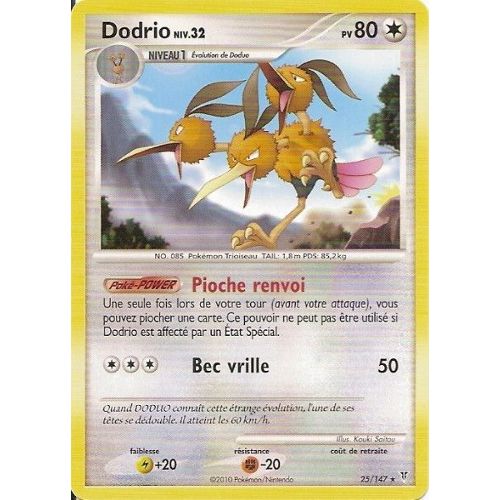 Dodrio NIV.32 PV 80
NIVEAU 1 Évolution de Doduo
NO. 085 Pokémon Trioiseau TAIL: 1,8m PDS: 85,2kg
Poké-POWER Pioche renvoi
Une seule fois lors de votre tour (avant votre attaque), vous
pouvez piocher une carte. Ce pouvoir ne peut pas être utilisé si
Dodrio est affecté par un État Spécial.
Bec vrille 50
Quand DODUO connaît cette étrange évolution, l'une de ses
têtes se dédouble. Il atteint les 60 km/h.
Illus. Kouki Saitou
faiblesse résistance coût de retraite
+20 -20
©2010 Pokémon/Nintendo 25/147 ★